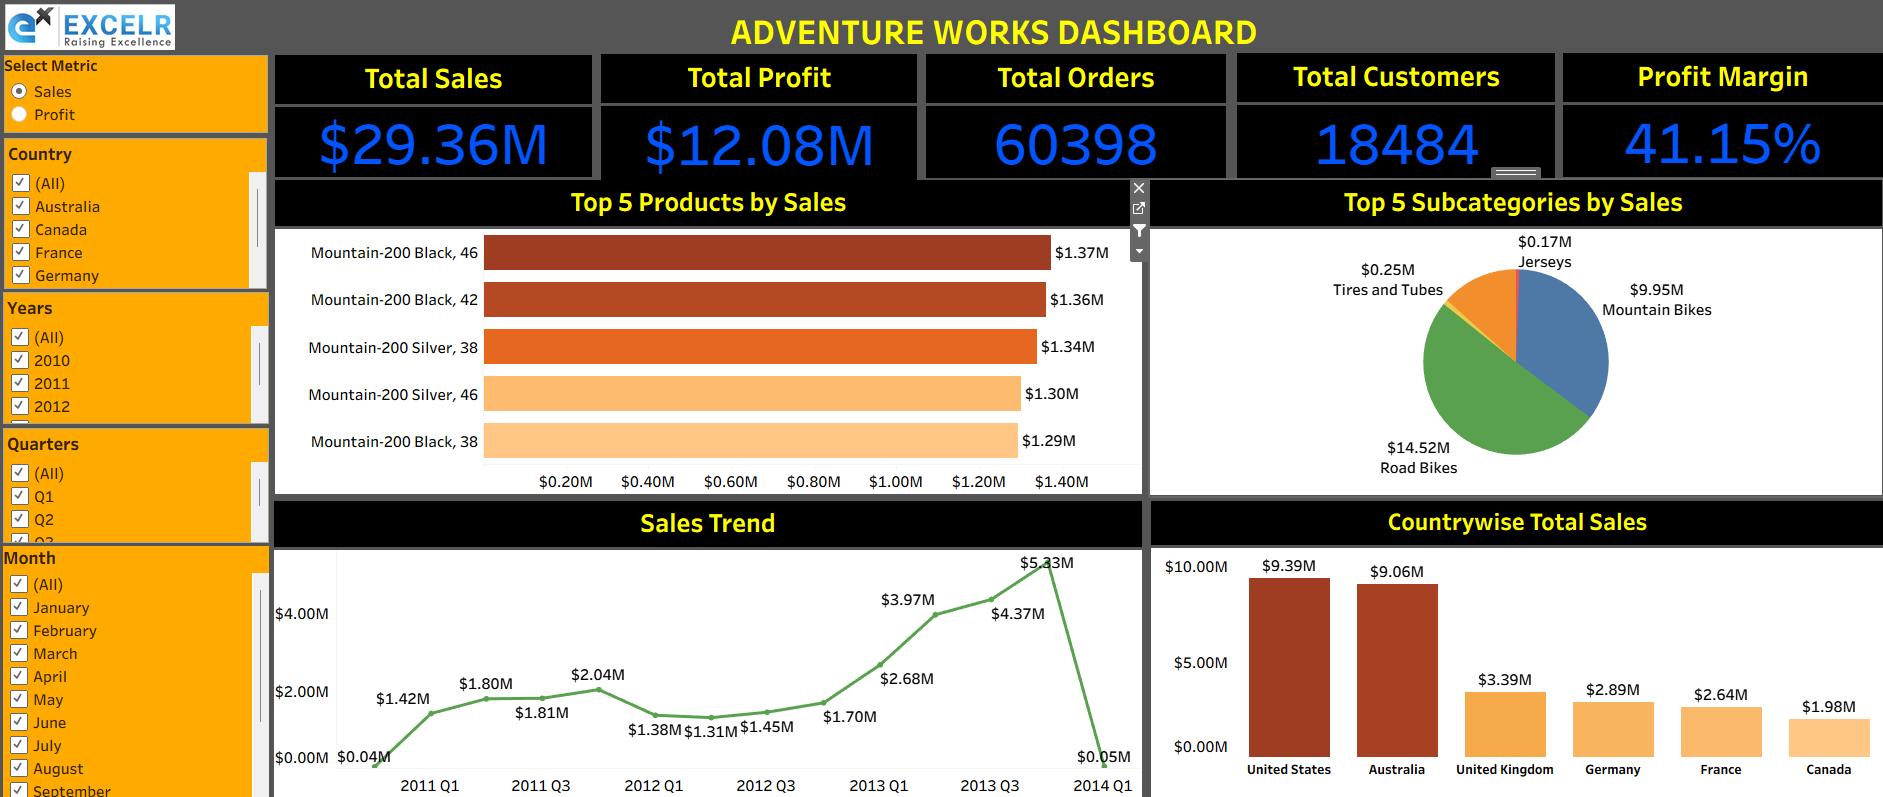 eX EXCELR
Raising Excellence
ADVENTURE WORKS DASHBOARD
Select Metric
Sales
Profit
Country
(All)
Australia
Canada
France
Germany
Years
(All)
2010
2011
2012
Quarters
(All)
Q1
Q2
Q3
Month
(All)
January
February
March
April
May
June
July
August
September
Total Sales
$29.36M
Total Profit
$12.08M
Total Orders
60398
Total Customers
18484
Profit Margin
41.15%
Top 5 Products by Sales
Mountain-200 Black, 46 $1.37M
Mountain-200 Black, 42 $1.36M
Mountain-200 Silver, 38 $1.34M
Mountain-200 Silver, 46 $1.30M
Mountain-200 Black, 38 $1.29M
$0.20M $0.40M $0.60M $0.80M $1.00M $1.20M $1.40M
Top 5 Subcategories by Sales
$0.17M
Jerseys
$0.25M
Tires and Tubes
$9.95M
Mountain Bikes
$14.52M
Road Bikes
Sales Trend
$4.00M
$2.00M
$0.00M
$0.04M
$1.42M
$1.80M
$1.81M
$2.04M
$1.38M
$1.31M
$1.45M
$1.70M
$2.68M
$3.97M
$4.37M
$5.33M
$0.05M
2011 Q1 2011 Q3 2012 Q1 2012 Q3 2013 Q1 2013 Q3 2014 Q1
Countrywise Total Sales
$10.00M
$5.00M
$0.00M
$9.39M
$9.06M
$3.39M
$2.89M
$2.64M
$1.98M
United States Australia United Kingdom Germany France Canada